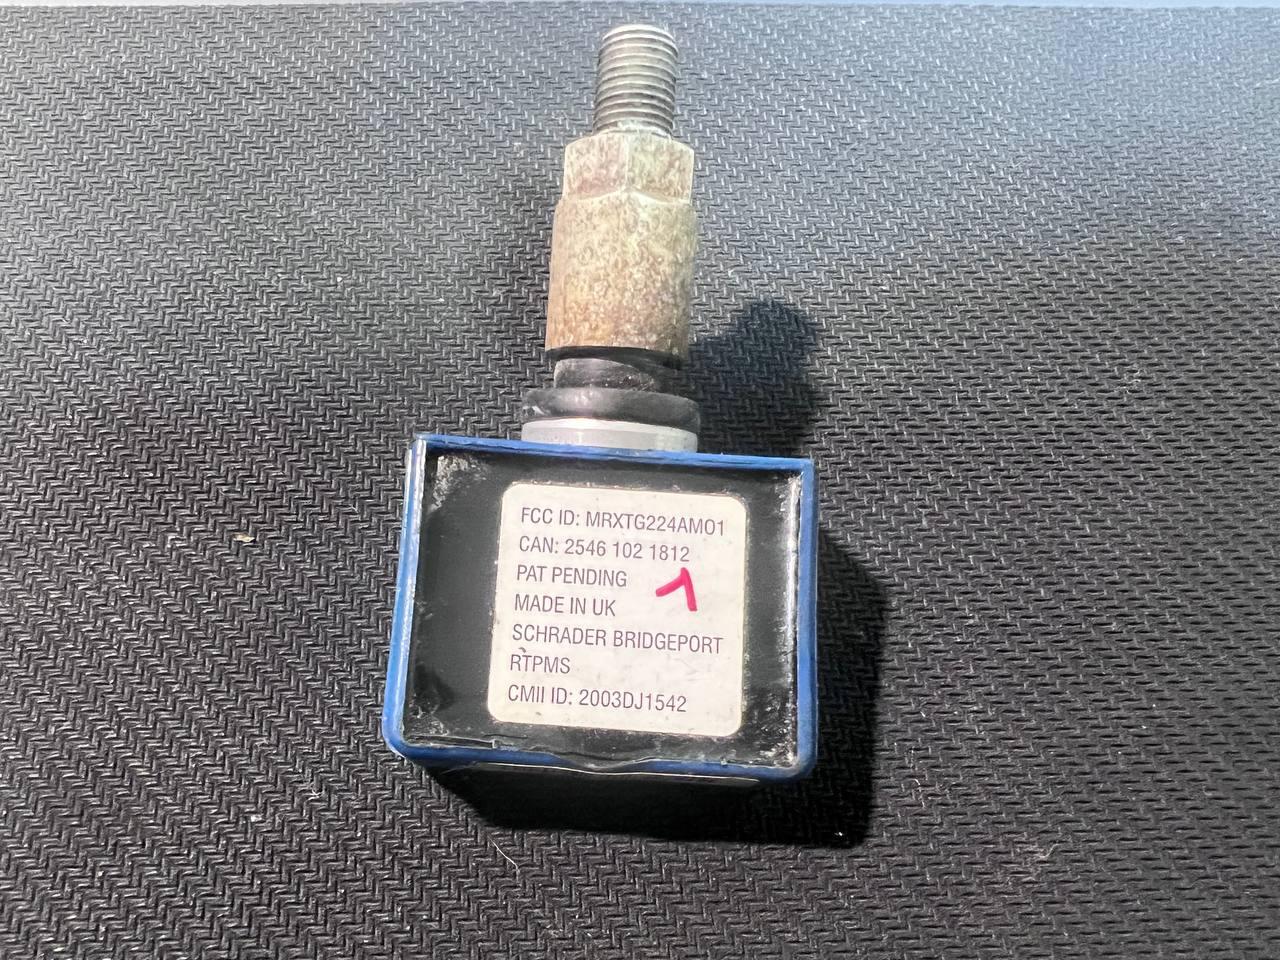 FCC ID: MRXTG224AM01
CAN: 2546 102 1812
PAT PENDING
1
MADE IN UK
SCHRADER BRIDGEPORT
RTPMS
CMII ID: 2003DJ1542